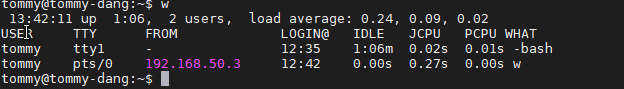 tommy@tommy-dang:~$ w
 13:42:11 up  1:06,  2 users,  load average: 0.24, 0.09, 0.02
USER     TTY      FROM             LOGIN@   IDLE   JCPU   PCPU WHAT
tommy    tty1     -                12:35    1:06m  0.02s  0.01s -bash
tommy    pts/0    192.168.50.3     12:42    0.00s  0.27s  0.00s w
tommy@tommy-dang:~$